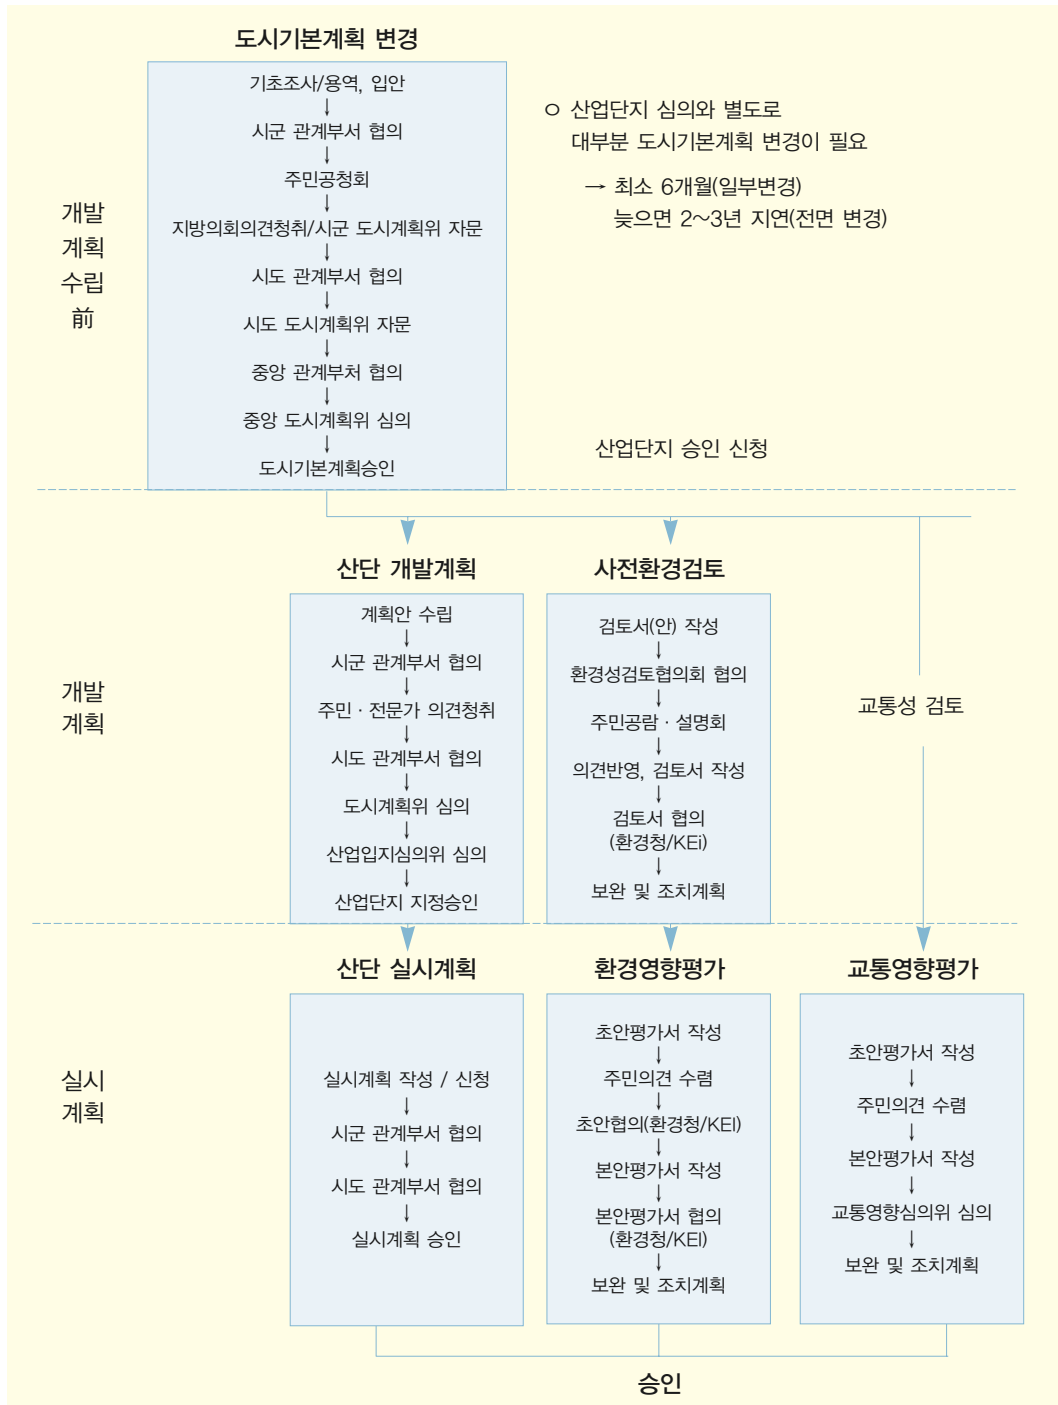 도시기본계획 변경
기초조사/용역, 입안
↓
시군 관계부서 협의
↓
주민공청회
↓
지방의회의견청취/시군 도시계획위 자문
↓
시도 관계부서 협의
↓
시도 도시계획위 자문
↓
중앙 관계부처 협의
↓
중앙 도시계획위 심의
↓
도시기본계획승인
개발
계획
수립
前
○ 산업단지 심의와 별도로
대부분 도시기본계획 변경이 필요
→ 최소 6개월(일부변경)
늦으면 2~3년 지연(전면 변경)
산업단지 승인 신청
개발
계획
산단 개발계획
계획안 수립
↓
시군 관계부서 협의
↓
주민·전문가 의견청취
↓
시도 관계부서 협의
↓
도시계획위 심의
↓
산업입지심의위 심의
↓
산업단지 지정승인
사전환경검토
검토서(안) 작성
↓
환경성검토협의회 협의
↓
주민공람·설명회
↓
의견반영, 검토서 작성
↓
검토서 협의
(환경청/KEi)
↓
보완 및 조치계획
교통성 검토
실시
계획
산단 실시계획
실시계획 작성 / 신청
↓
시군 관계부서 협의
↓
시도 관계부서 협의
↓
실시계획 승인
환경영향평가
초안평가서 작성
↓
주민의견 수렴
↓
초안협의(환경청/KEI)
↓
본안평가서 작성
↓
본안평가서 협의
(환경청/KEI)
↓
보완 및 조치계획
교통영향평가
초안평가서 작성
↓
주민의견 수렴
↓
본안평가서 작성
↓
교통영향심의위 심의
↓
보완 및 조치계획
승인